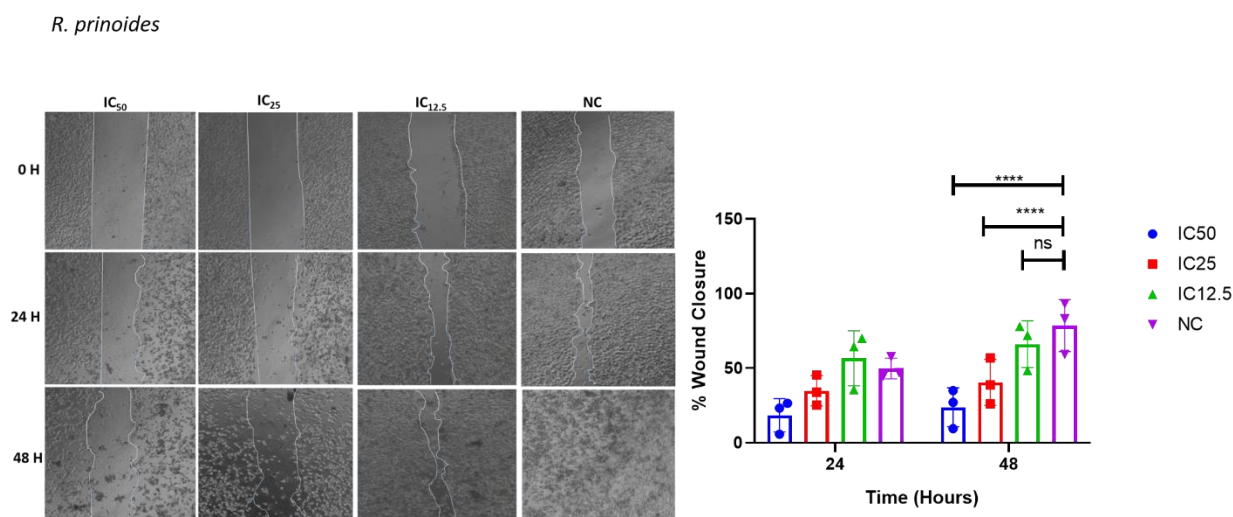 R. prinoides
IC50 IC25 IC12.5 NC
0 H
24 H
48 H
****
****
ns
150
100
50
0
% Wound Closure
24 48
Time (Hours)
IC50
IC25
IC12.5
NC